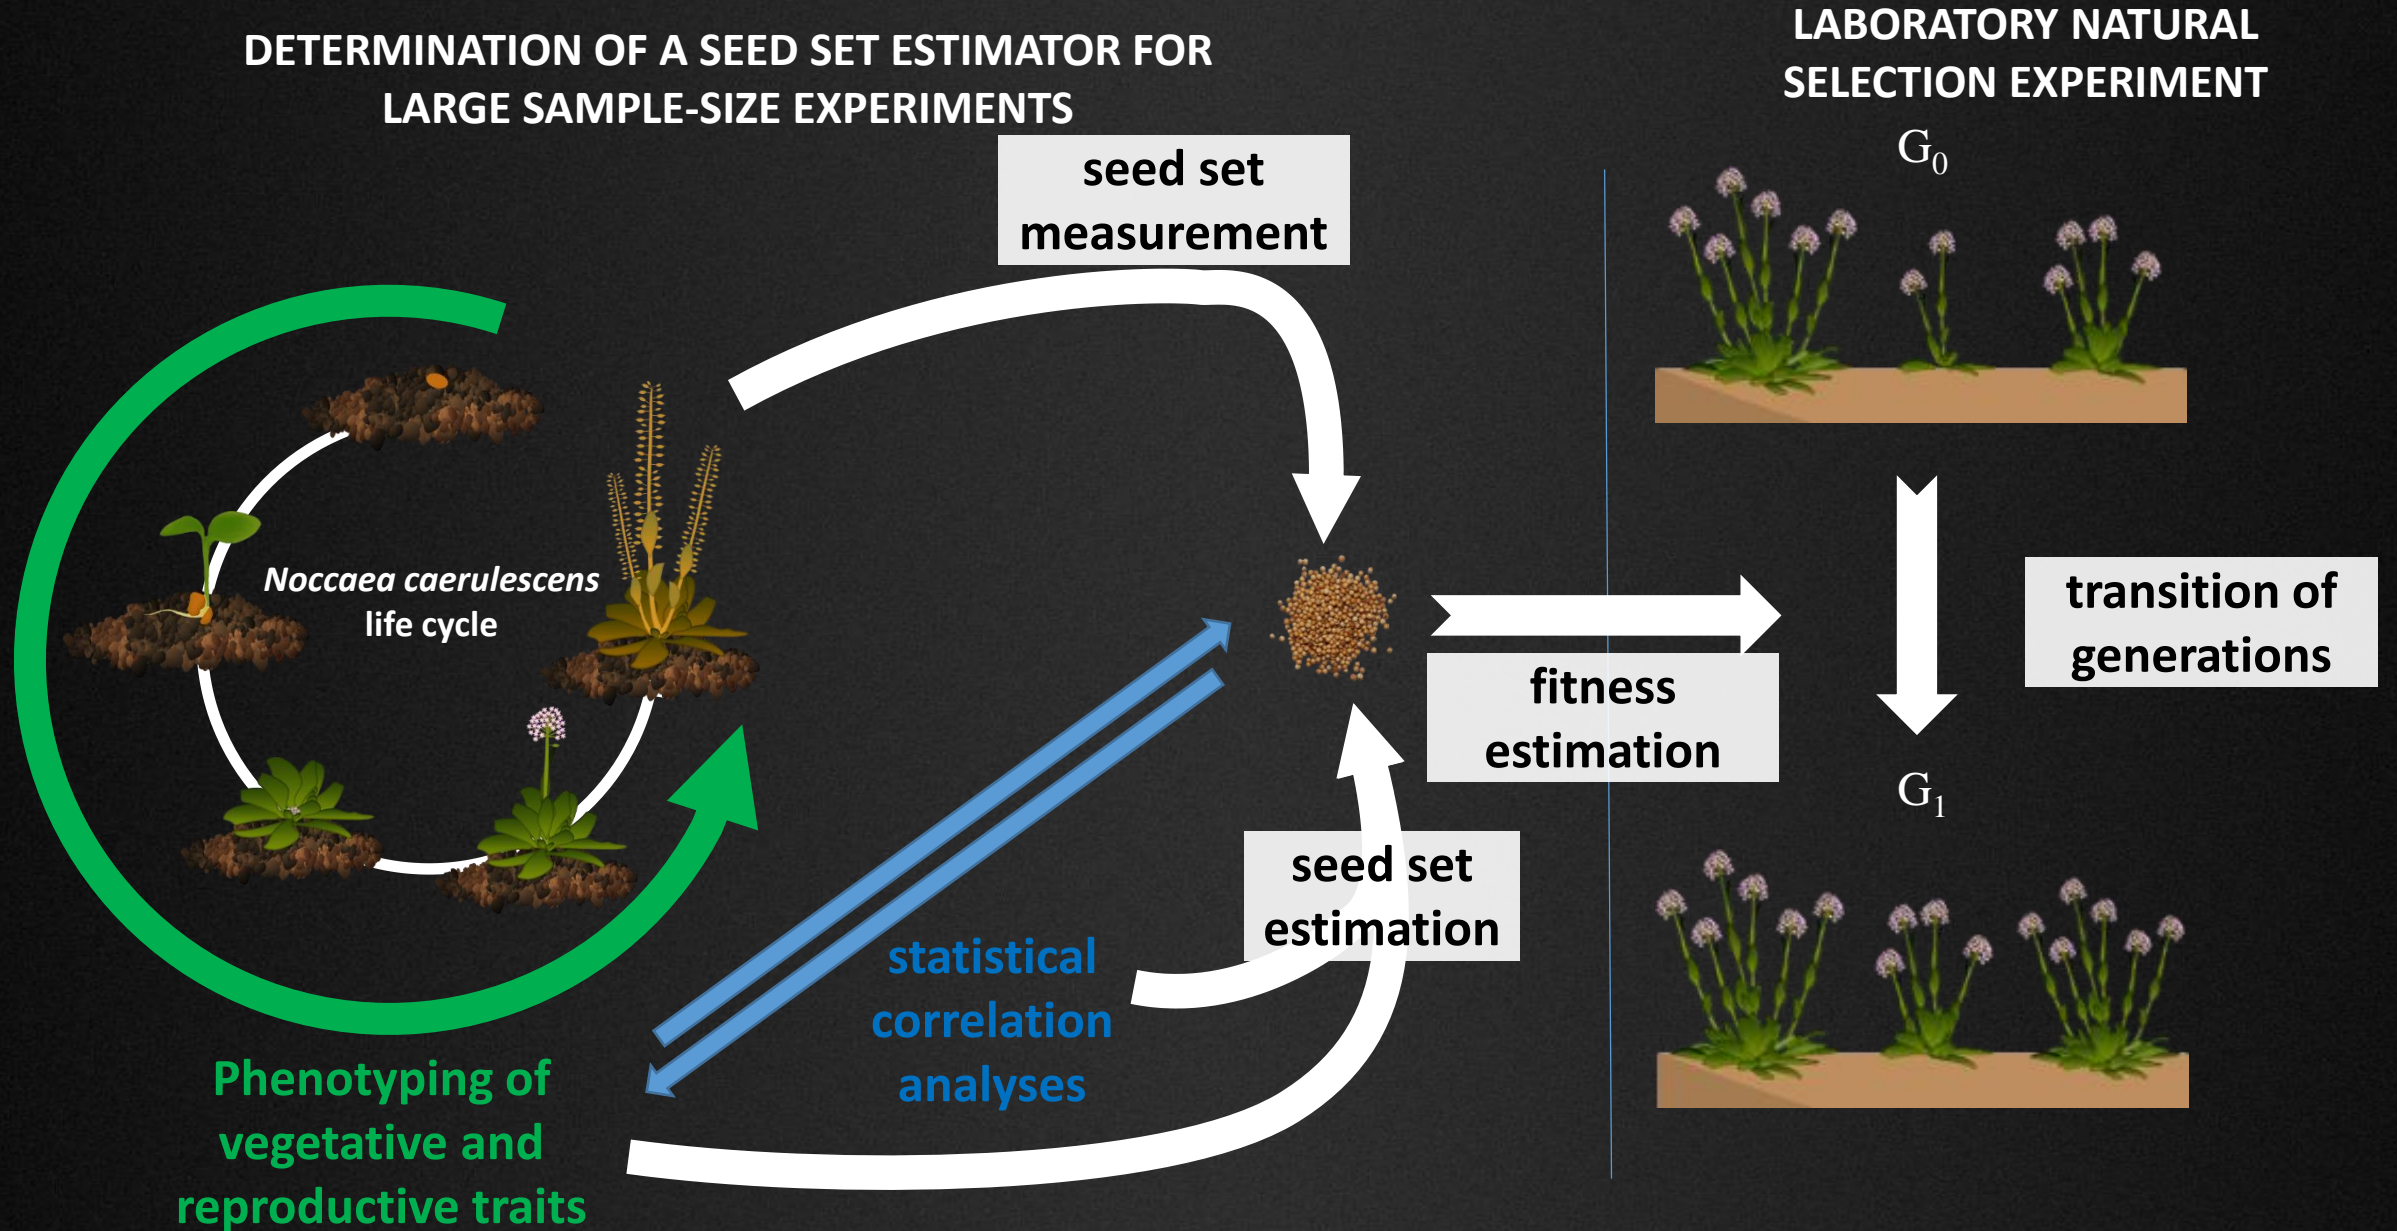 DETERMINATION OF A SEED SET ESTIMATOR FOR
LARGE SAMPLE-SIZE EXPERIMENTS
seed set
measurement
Noccaea caerulescens
life cycle
statistical
correlation
analyses
seed set
estimation
fitness
estimation
Phenotyping of
vegetative and
reproductive traits
LABORATORY NATURAL
SELECTION EXPERIMENT
G₀
transition of
generations
G₁